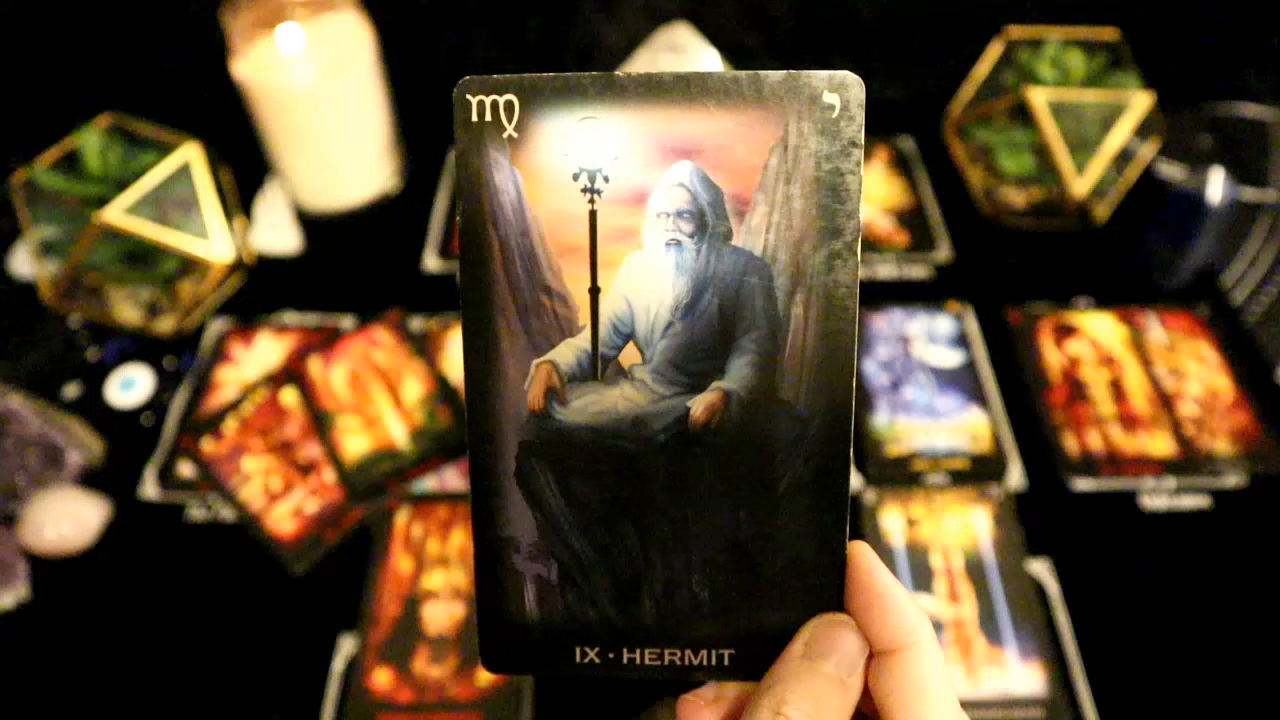 ♍ י
IX · HERMIT